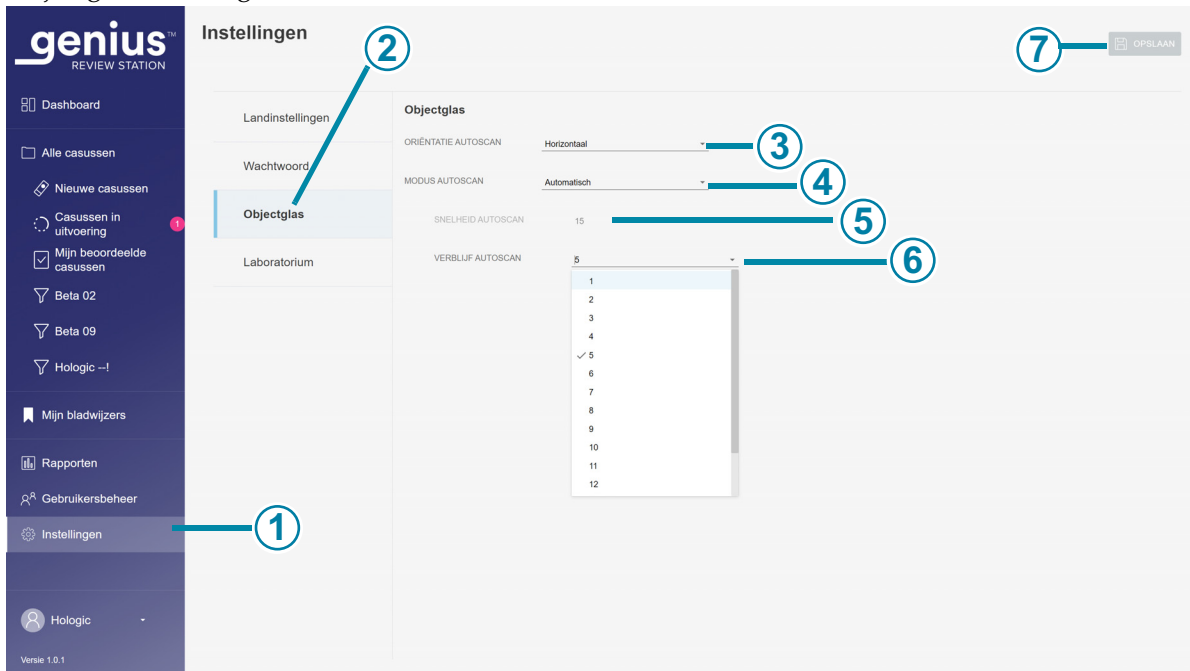 genius™
REVIEW STATION
Dashboard
Alle casussen
Nieuwe casussen
Casussen in
uitvoering
1
Mijn beoordeelde
casussen
Beta 02
Beta 09
Hologic --!
Mijn bladwijzers
Rapporten
Gebruikersbeheer
Instellingen
Hologic
Versie 1.0.1
Instellingen
OPSLAAN
Landinstellingen
Wachtwoord
Objectglas
Laboratorium
Objectglas
ORIËNTATIE AUTOSCAN Horizontaal
MODUS AUTOSCAN Automatisch
SNELHEID AUTOSCAN 15
VERBLIJF AUTOSCAN 5
1
2
3
4
5
6
7
8
9
10
11
12
1
2
3
4
5
6
7